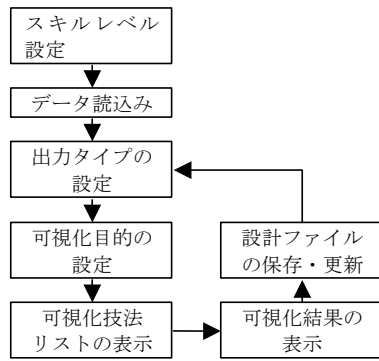 スキルレベル
設定
データ読込み
出力タイプの
設定
可視化目的の
設定
可視化技法
リストの表示
設計ファイル
の保存・更新
可視化結果の
表示